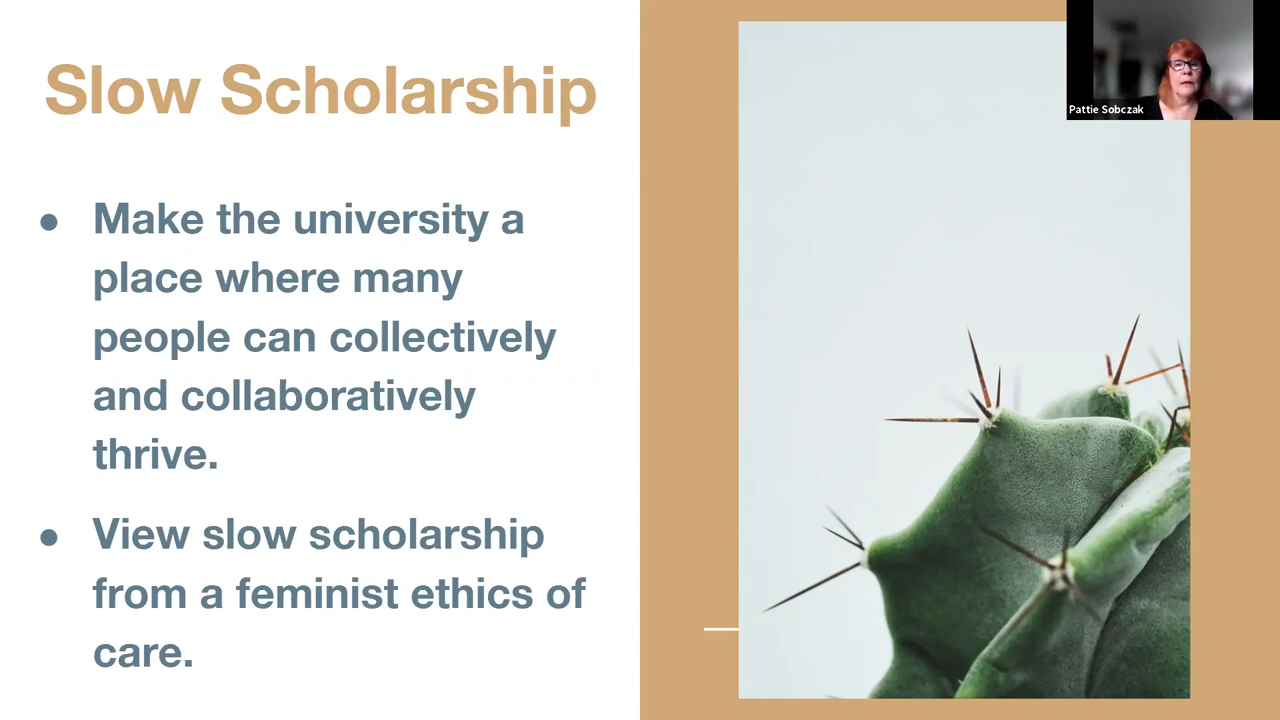 Slow Scholarship
● Make the university a
place where many
people can collectively
and collaboratively
thrive.
● View slow scholarship
from a feminist ethics of
care.
Pattie Sobczak